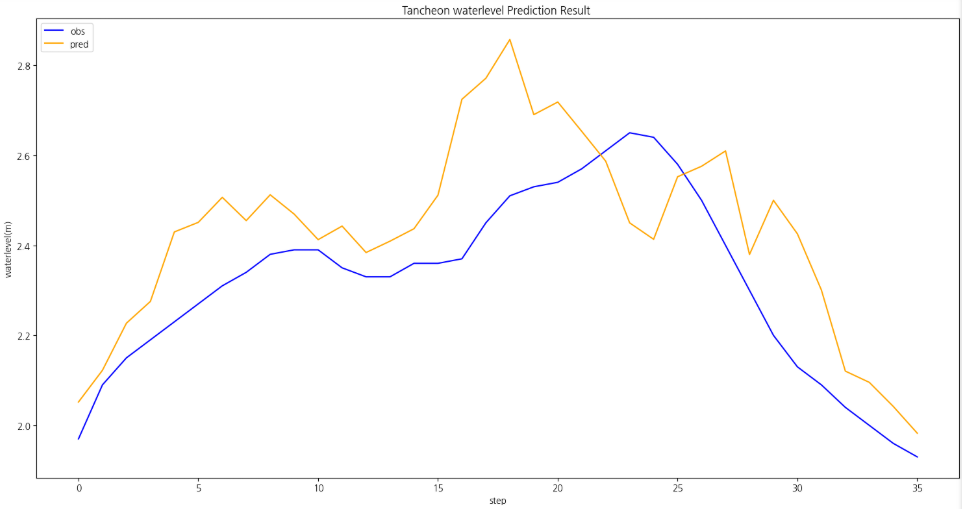 Tancheon waterlevel Prediction Result
obs
pred
2.8
2.6
2.4
2.2
2.0
waterlevel(m)
0 5 10 15 20 25 30 35
step